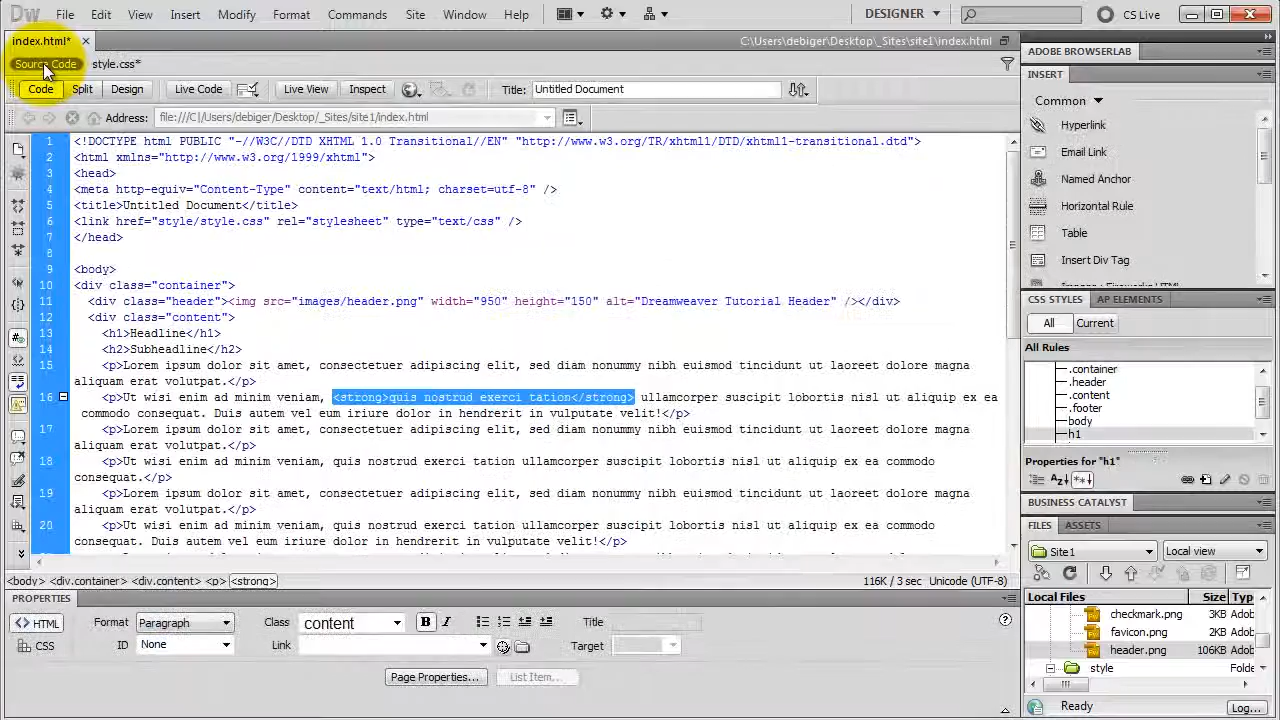 Dw File Edit View Insert Modify Format Commands Site Window Help DESIGNER CS Live
index.html* C:\Users\debiger\Desktop\_Sites\site1\index.html
Source Code style.css*
Code Split Design Live Code Live View Inspect Title: Untitled Document
Address: file:///C|/Users/debiger/Desktop/_Sites/site1/index.html
1 <!DOCTYPE html PUBLIC "-//W3C//DTD XHTML 1.0 Transitional//EN" "http://www.w3.org/TR/xhtml1/DTD/xhtml1-transitional.dtd">
2 <html xmlns="http://www.w3.org/1999/xhtml">
3 <head>
4 <meta http-equiv="Content-Type" content="text/html; charset=utf-8" />
5 <title>Untitled Document</title>
6 <link href="style/style.css" rel="stylesheet" type="text/css" />
7 </head>
8
9 <body>
10 <div class="container">
11 <div class="header"><img src="images/header.png" width="950" height="150" alt="Dreamweaver Tutorial Header" /></div>
12 <div class="content">
13 <h1>Headline</h1>
14 <h2>Subheadline</h2>
15 <p>Lorem ipsum dolor sit amet, consectetuer adipiscing elit, sed diam nonummy nibh euismod tincidunt ut laoreet dolore magna
aliquam erat volutpat.</p>
16 <p>Ut wisi enim ad minim veniam, <strong>quis nostrud exerci tation</strong> ullamcorper suscipit lobortis nisl ut aliquip ex ea
commodo consequat. Duis autem vel eum iriure dolor in hendrerit in vulputate velit!</p>
17 <p>Lorem ipsum dolor sit amet, consectetuer adipiscing elit, sed diam nonummy nibh euismod tincidunt ut laoreet dolore magna
aliquam erat volutpat.</p>
18 <p>Ut wisi enim ad minim veniam, quis nostrud exerci tation ullamcorper suscipit lobortis nisl ut aliquip ex ea commodo
consequat.</p>
19 <p>Lorem ipsum dolor sit amet, consectetuer adipiscing elit, sed diam nonummy nibh euismod tincidunt ut laoreet dolore magna
aliquam erat volutpat.</p>
20 <p>Ut wisi enim ad minim veniam, quis nostrud exerci tation ullamcorper suscipit lobortis nisl ut aliquip ex ea commodo
consequat. Duis autem vel eum iriure dolor in hendrerit in vulputate velit!</p>
<body> <div.container> <div.content> <p> <strong> 116K / 3 sec Unicode (UTF-8)
PROPERTIES
<> HTML Format Paragraph Class content B I Title
CSS ID None Link Target
Page Properties... List Item...
ADOBE BROWSERLAB
INSERT
Common
Hyperlink
Email Link
Named Anchor
Horizontal Rule
Table
Insert Div Tag
CSS STYLES AP ELEMENTS
All Current
All Rules
.container
.header
.content
.footer
body
h1
Properties for "h1"
BUSINESS CATALYST
FILES ASSETS
Site1 Local view
Local Files Size Type
checkmark.png 3KB Adob
favicon.png 2KB Adob
header.png 106KB Adob
style Folde
Ready Log...